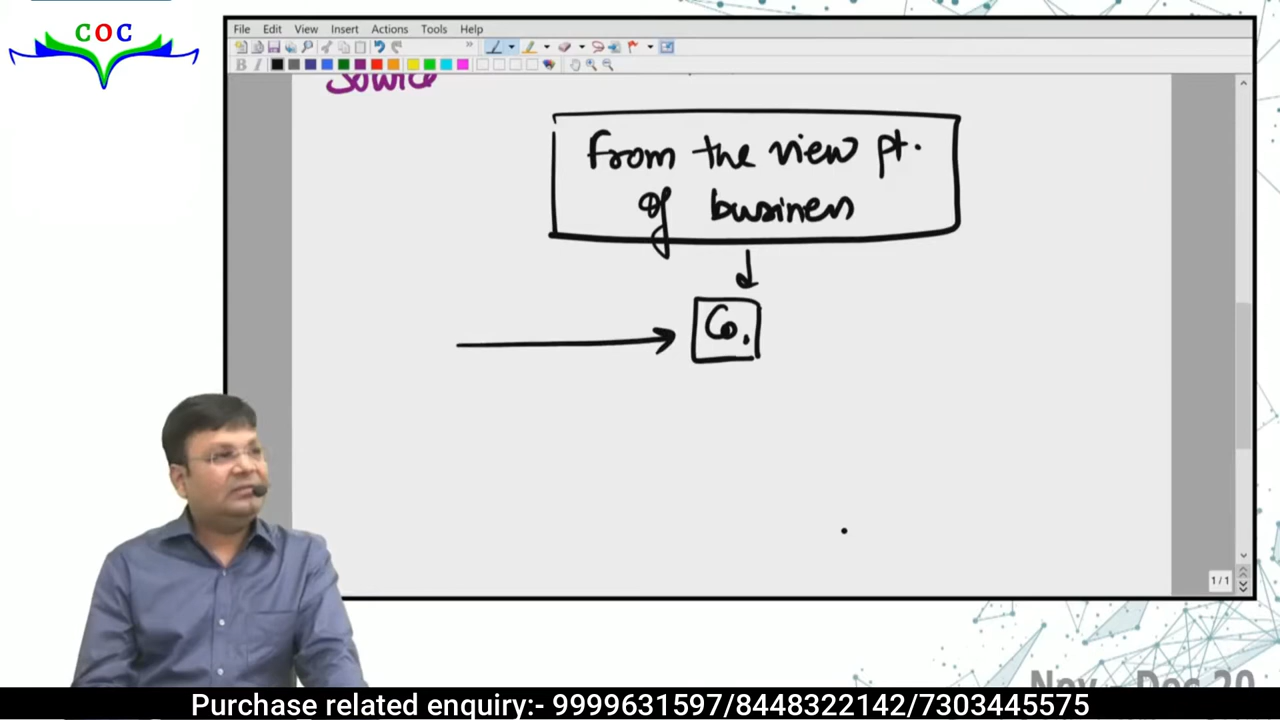 COC
File Edit View Insert Actions Tools Help
B I
From the view pt.
of business
Co.
1 / 1
Purchase related enquiry:- 9999631597/8448322142/7303445575